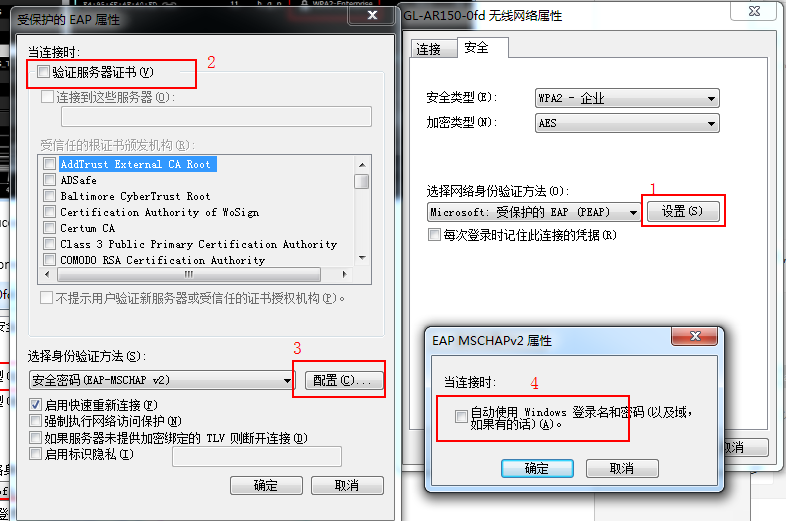 WPA2-Enterprise
受保护的 EAP 属性
当连接时:
2
验证服务器证书(V)
连接到这些服务器(O):
受信任的根证书颁发机构(R):
AddTrust External CA Root
ADSafe
Baltimore CyberTrust Root
Certification Authority of WoSign
Certum CA
Class 3 Public Primary Certification Authority
COMODO RSA Certification Authority
不提示用户验证新服务器或受信任的证书授权机构(P)。
选择身份验证方法(S):
3
安全密码(EAP-MSCHAP v2)
配置(C)...
启用快速重新连接(F)
强制执行网络访问保护(N)
如果服务器未提供加密绑定的 TLV 则断开连接(D)
启用标识隐私(I)
确定
取消
GL-AR150-0fd 无线网络属性
连接
安全
安全类型(E):
WPA2 - 企业
加密类型(N):
AES
选择网络身份验证方法(O):
1
Microsoft: 受保护的 EAP (PEAP)
设置(S)
每次登录时记住此连接的凭据(R)
取消
EAP MSCHAPv2 属性
当连接时:
4
自动使用 Windows 登录名和密码(以及域,
如果有的话)(A)。
确定
取消